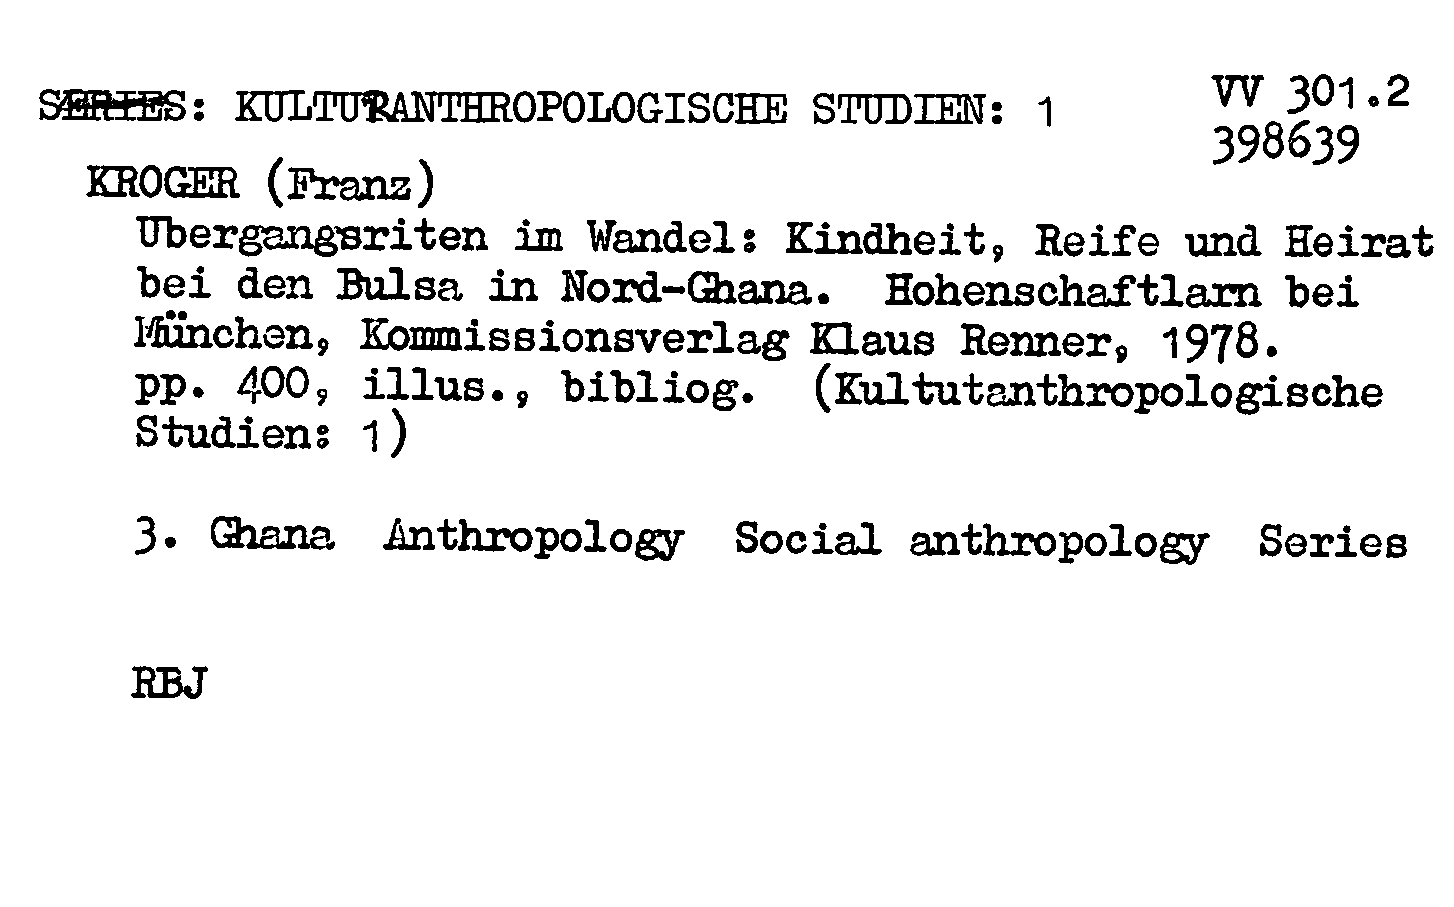 SERIES: KULTURANTHROPOLOGISCHE STUDIEN: 1
VV 301.2
398639
KROGER (Franz)
Ubergangsriten im Wandel: Kindheit, Reife und Heirat
bei den Bulsa in Nord-Ghana. Hohenschaftlarn bei
München, Kommissionsverlag Klaus Renner, 1978.
pp. 400, illus., bibliog. (Kultutanthropologische
Studien: 1)
3. Ghana Anthropology Social anthropology Series
RBJ